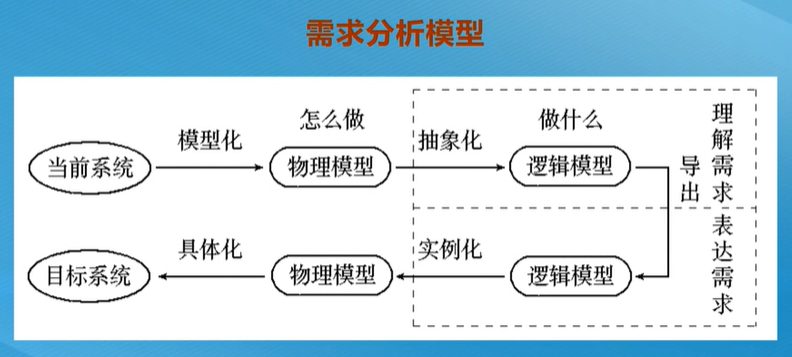 需求分析模型
怎么做
做什么
模型化
抽象化
当前系统
物理模型
逻辑模型
导出
理解需求
具体化
实例化
目标系统
物理模型
逻辑模型
表达需求